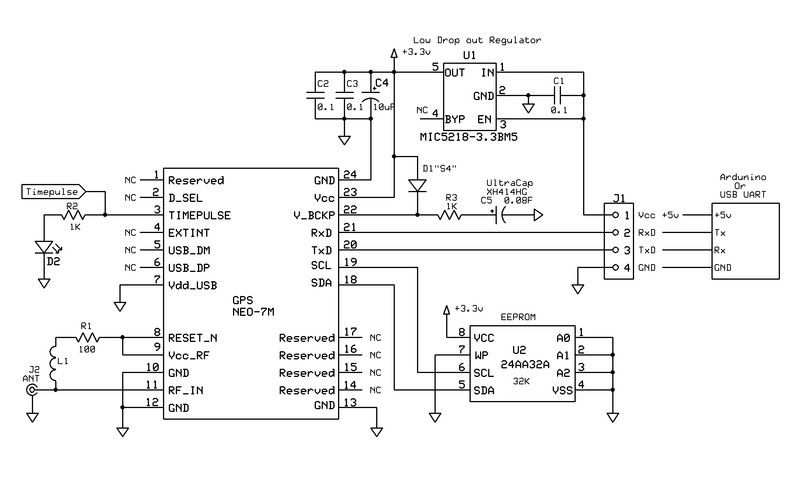 Low Drop out Regulator
+3.3v
U1
5 OUT IN 1
C2
C3
C4
GND 2
C1
0.1
0.1
10uF
0.1
NC 4 BYP EN 3
MIC5218-3.3BM5
D1"S4"
NC 1 Reserved
GND 24
Timepulse
NC 2 D_SEL
Vcc 23
UltraCap
XH414HG
C5 0.08F
R3
1K
R2
1K
3 TIMEPULSE
V_BCKP 22
NC 4 EXTINT
RxD 21
NC 5 USB_DM
TxD 20
NC 6 USB_DP
SCL 19
7 Vdd_USB
SDA 18
D2
GPS
NEO-7M
J1
Ardunino
Or
USB UART
1 Vcc +5v +5v
2 RxD Tx
3 TxD Rx
4 GND GND
R1
100
8 RESET_N
Reserved 17 NC
9 Vcc_RF
Reserved 16 NC
10 GND
Reserved 15 NC
11 RF_IN
Reserved 14 NC
12 GND
GND 13
L1
J2
ANT
+3.3v
EEPROM
8 VCC A0 1
7 WP A1 2
U2
24AA32A
6 SCL A2 3
32K
5 SDA VSS 4